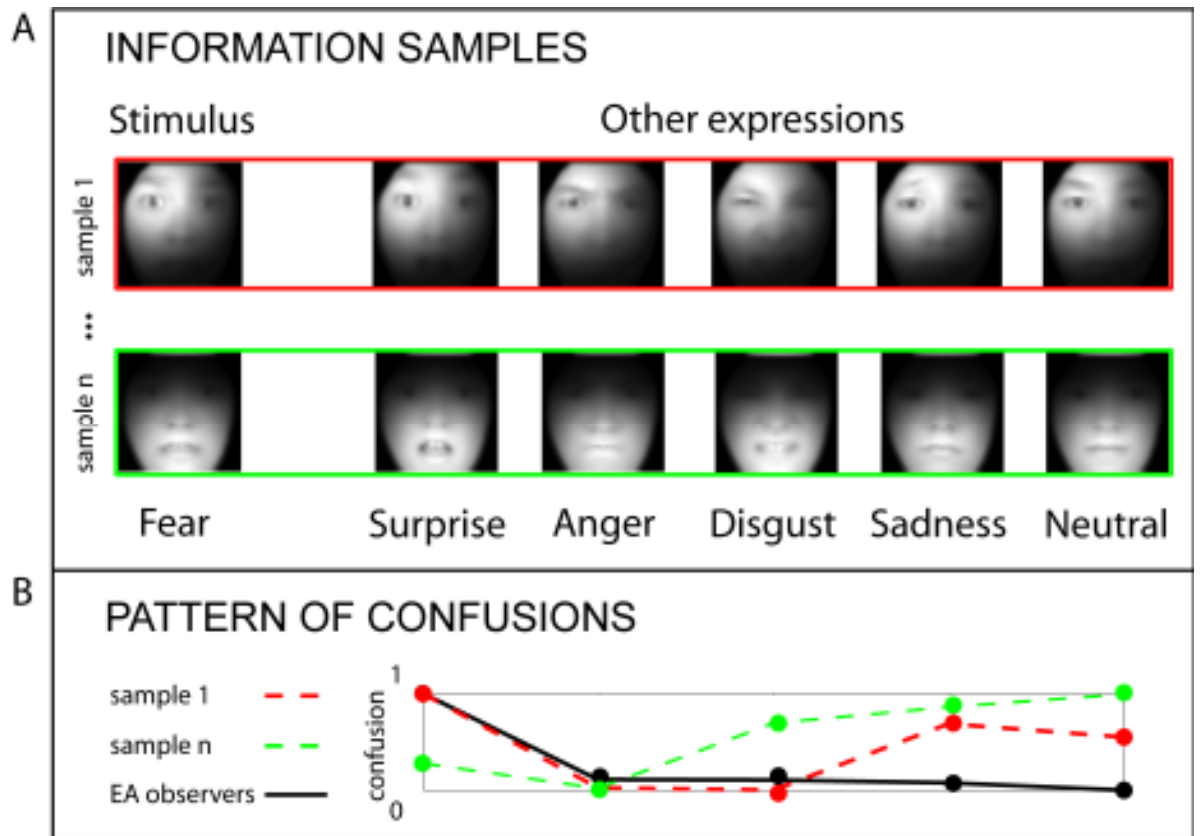 A
INFORMATION SAMPLES
Stimulus
Other expressions
sample 1
...
sample n
Fear
Surprise
Anger
Disgust
Sadness
Neutral
B
PATTERN OF CONFUSIONS
sample 1
sample n
EA observers
confusion
1
0